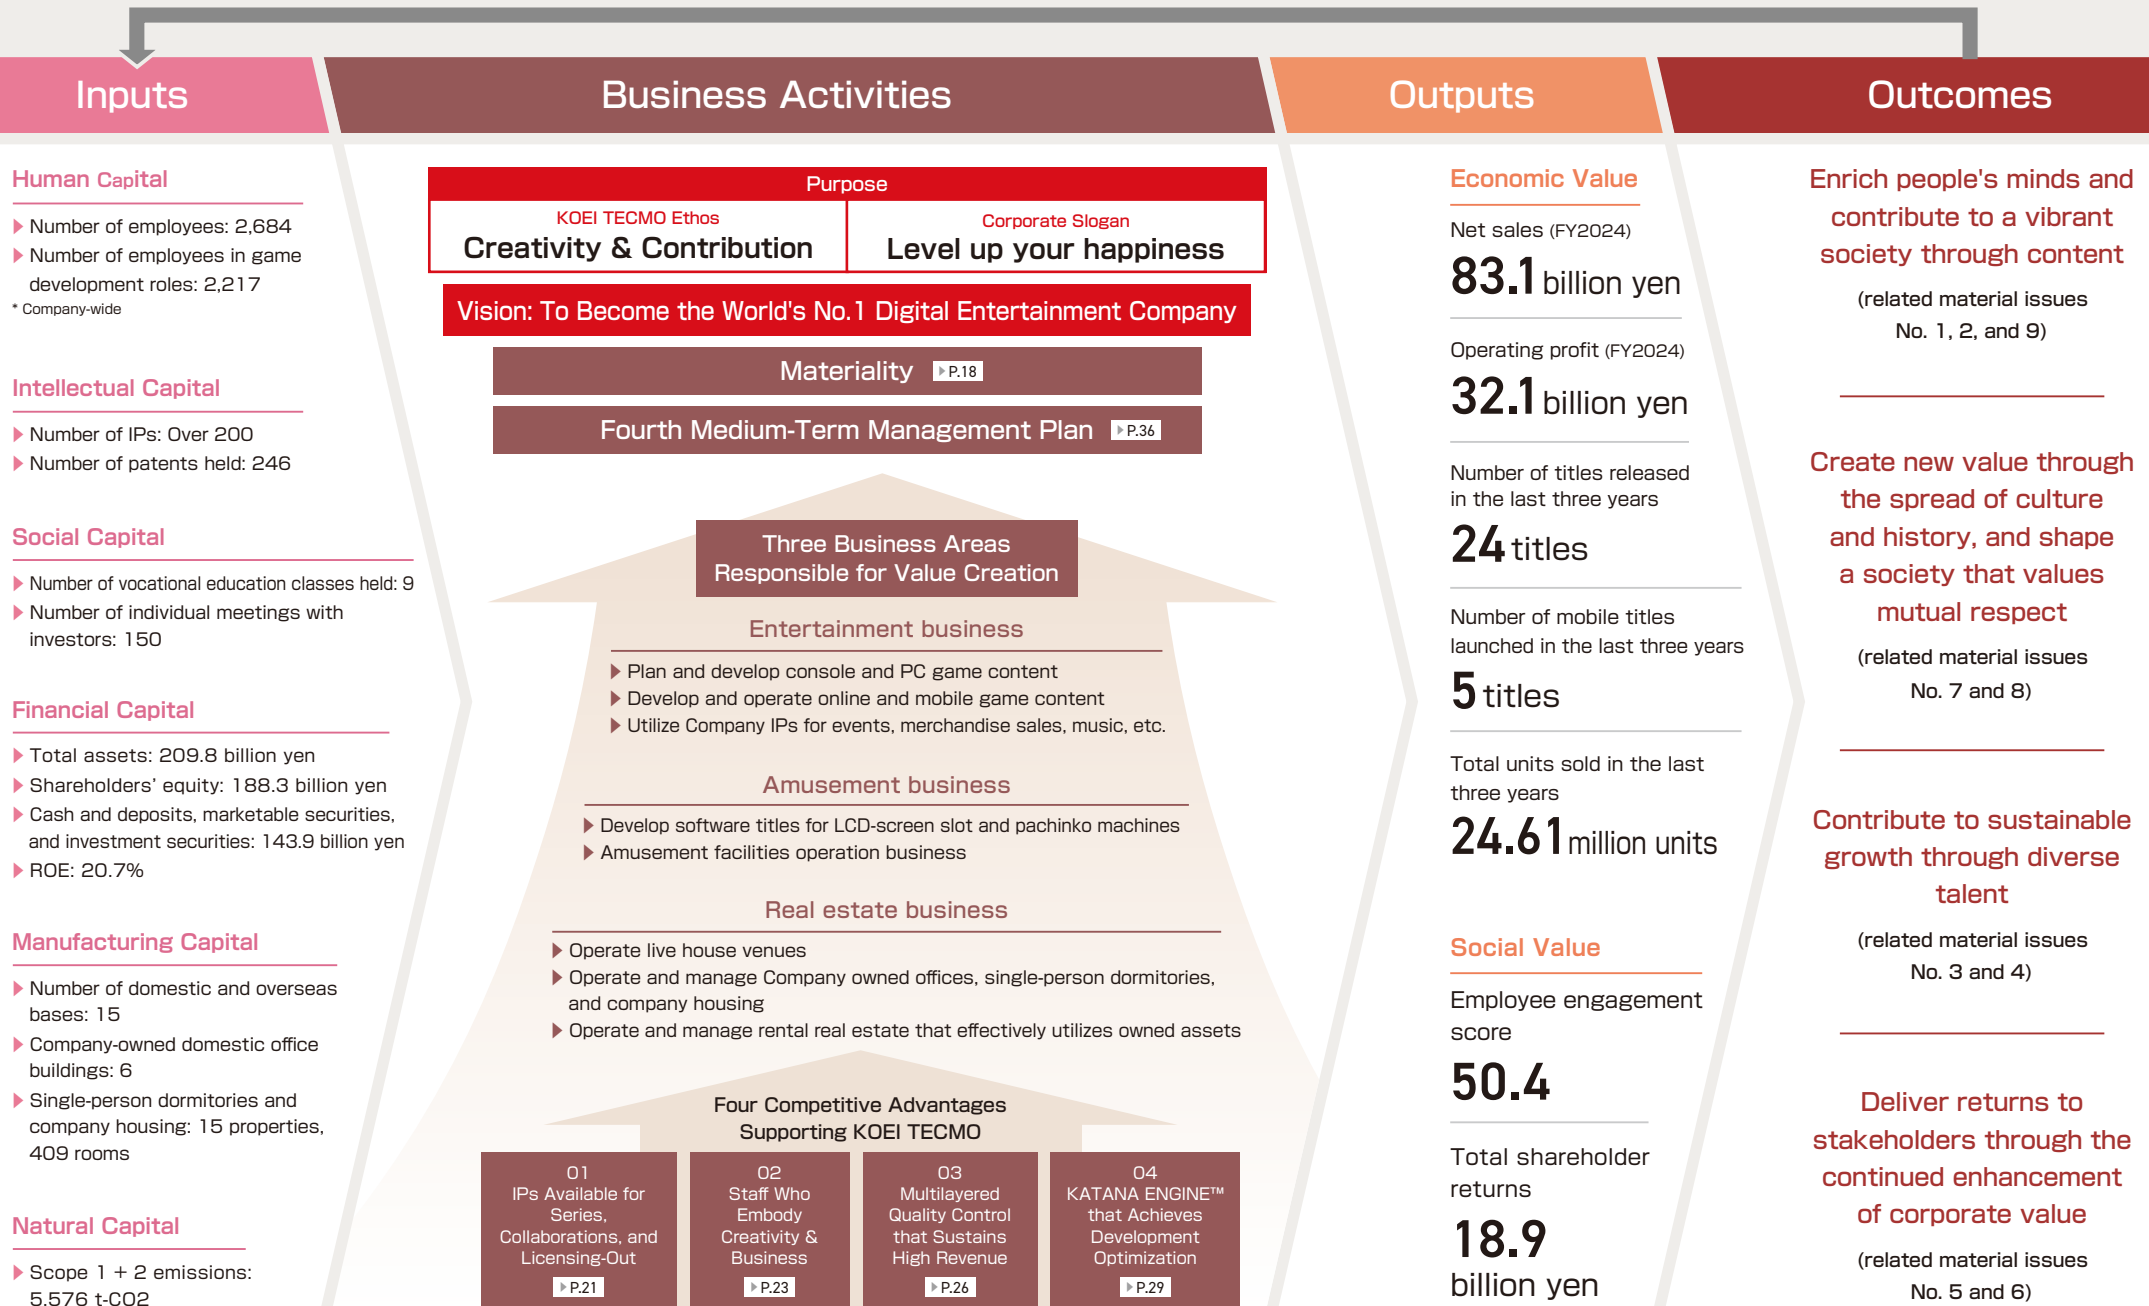 Inputs
Business Activities
Outputs
Outcomes
Human Capital
Number of employees: 2,684
Number of employees in game
development roles: 2,217
* Company-wide
Intellectual Capital
Number of IPs: Over 200
Number of patents held: 246
Social Capital
Number of vocational education classes held: 9
Number of individual meetings with
investors: 150
Financial Capital
Total assets: 209.8 billion yen
Shareholders' equity: 188.3 billion yen
Cash and deposits, marketable securities,
and investment securities: 143.9 billion yen
ROE: 20.7%
Manufacturing Capital
Number of domestic and overseas
bases: 15
Company-owned domestic office
buildings: 6
Single-person dormitories and
company housing: 15 properties,
409 rooms
Natural Capital
Scope 1 + 2 emissions:
5,576 t-CO2
Purpose
KOEI TECMO Ethos
Creativity & Contribution
Corporate Slogan
Level up your happiness
Vision: To Become the World's No.1 Digital Entertainment Company
Materiality P.18
Fourth Medium-Term Management Plan P.36
Three Business Areas
Responsible for Value Creation
Entertainment business
Plan and develop console and PC game content
Develop and operate online and mobile game content
Utilize Company IPs for events, merchandise sales, music, etc.
Amusement business
Develop software titles for LCD-screen slot and pachinko machines
Amusement facilities operation business
Real estate business
Operate live house venues
Operate and manage Company owned offices, single-person dormitories,
and company housing
Operate and manage rental real estate that effectively utilizes owned assets
Four Competitive Advantages
Supporting KOEI TECMO
01
IPs Available for
Series,
Collaborations, and
Licensing-Out
P.21
02
Staff Who
Embody
Creativity &
Business
P.23
03
Multilayered
Quality Control
that Sustains
High Revenue
P.26
04
KATANA ENGINE™
that Achieves
Development
Optimization
P.29
Economic Value
Net sales (FY2024)
83.1 billion yen
Operating profit (FY2024)
32.1 billion yen
Number of titles released
in the last three years
24 titles
Number of mobile titles
launched in the last three years
5 titles
Total units sold in the last
three years
24.61 million units
Social Value
Employee engagement
score
50.4
Total shareholder
returns
18.9
billion yen
Enrich people's minds and
contribute to a vibrant
society through content
(related material issues
No. 1, 2, and 9)
Create new value through
the spread of culture
and history, and shape
a society that values
mutual respect
(related material issues
No. 7 and 8)
Contribute to sustainable
growth through diverse
talent
(related material issues
No. 3 and 4)
Deliver returns to
stakeholders through the
continued enhancement
of corporate value
(related material issues
No. 5 and 6)